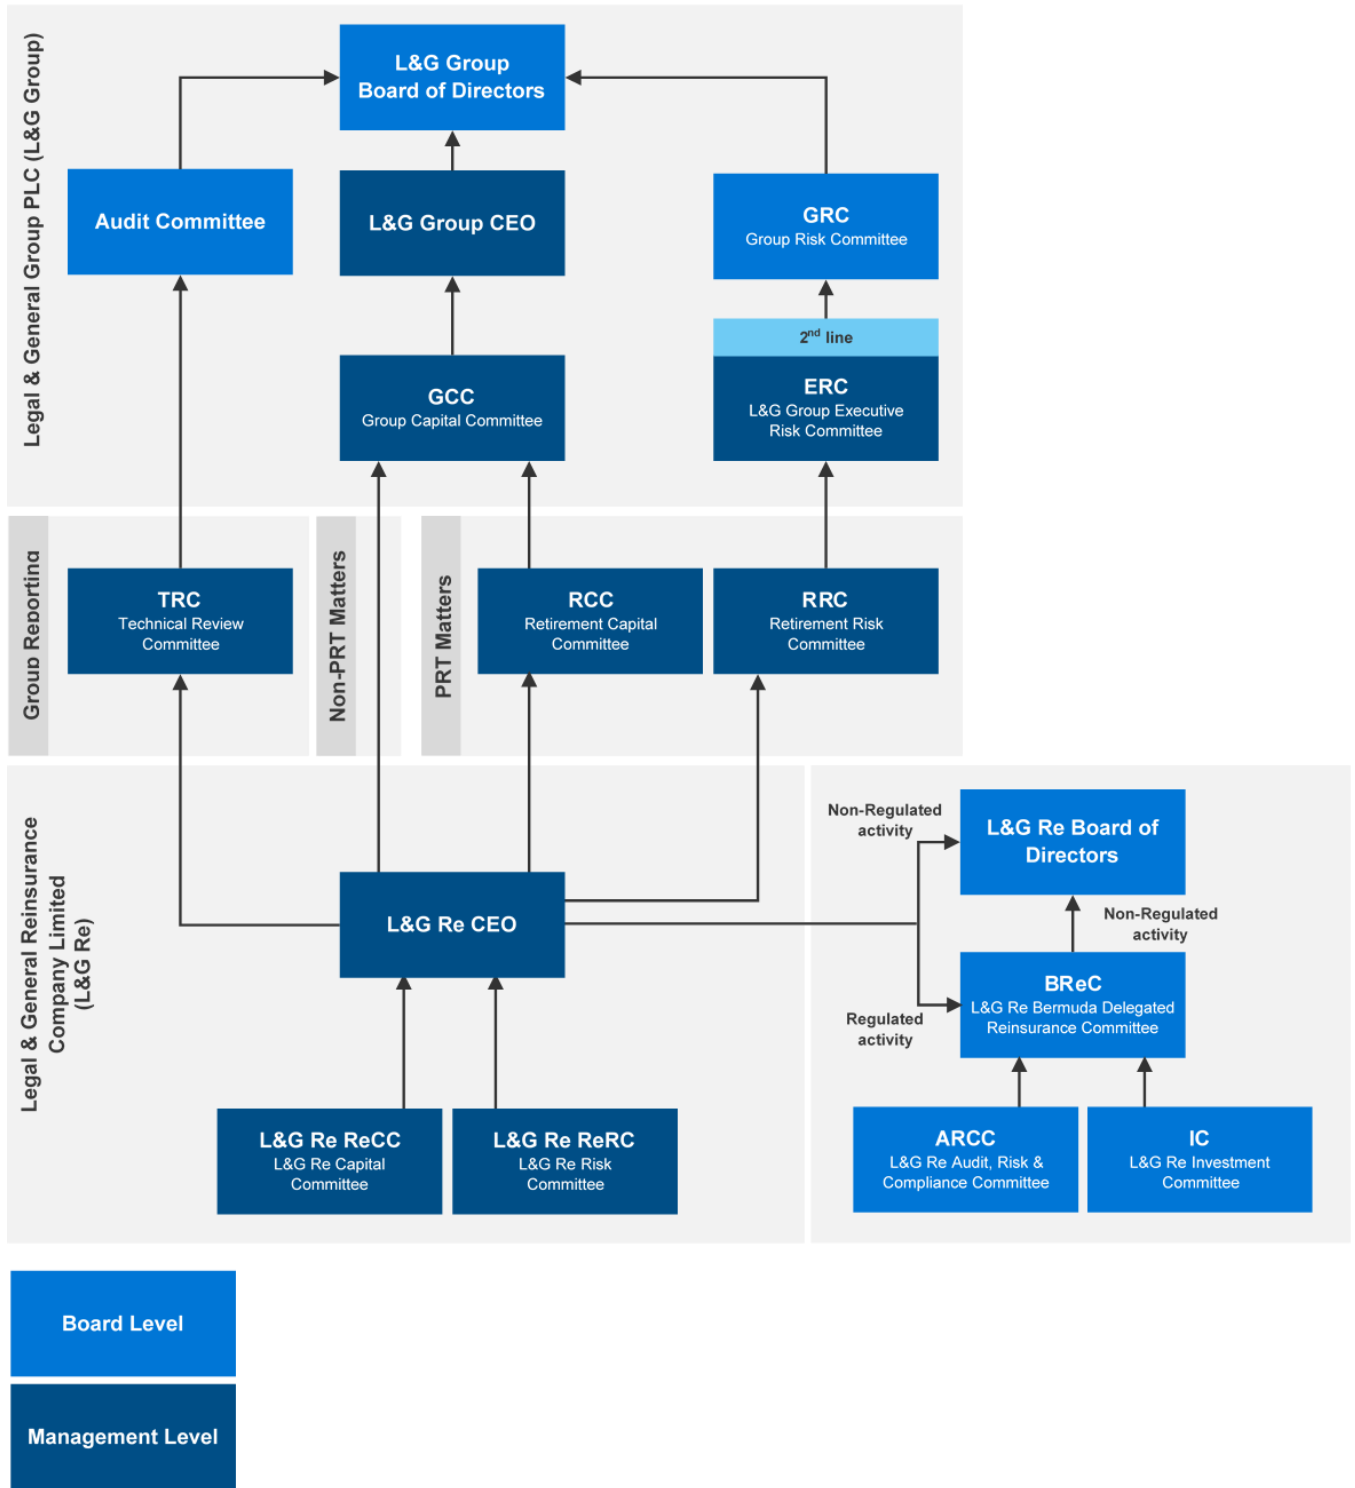 Legal & General Group PLC (L&G Group)
L&G Group
Board of Directors
Audit Committee
L&G Group CEO
GRC
Group Risk Committee
2nd line
GCC
Group Capital Committee
ERC
L&G Group Executive
Risk Committee
Group Reporting
TRC
Technical Review
Committee
Non-PRT Matters
PRT Matters
RCC
Retirement Capital
Committee
RRC
Retirement Risk
Committee
Legal & General Reinsurance
Company Limited
(L&G Re)
L&G Re CEO
Non-Regulated
activity
L&G Re Board of
Directors
Non-Regulated
activity
Regulated
activity
BReC
L&G Re Bermuda Delegated
Reinsurance Committee
L&G Re ReCC
L&G Re Capital
Committee
L&G Re ReRC
L&G Re Risk
Committee
ARCC
L&G Re Audit, Risk &
Compliance Committee
IC
L&G Re Investment
Committee
Board Level
Management Level